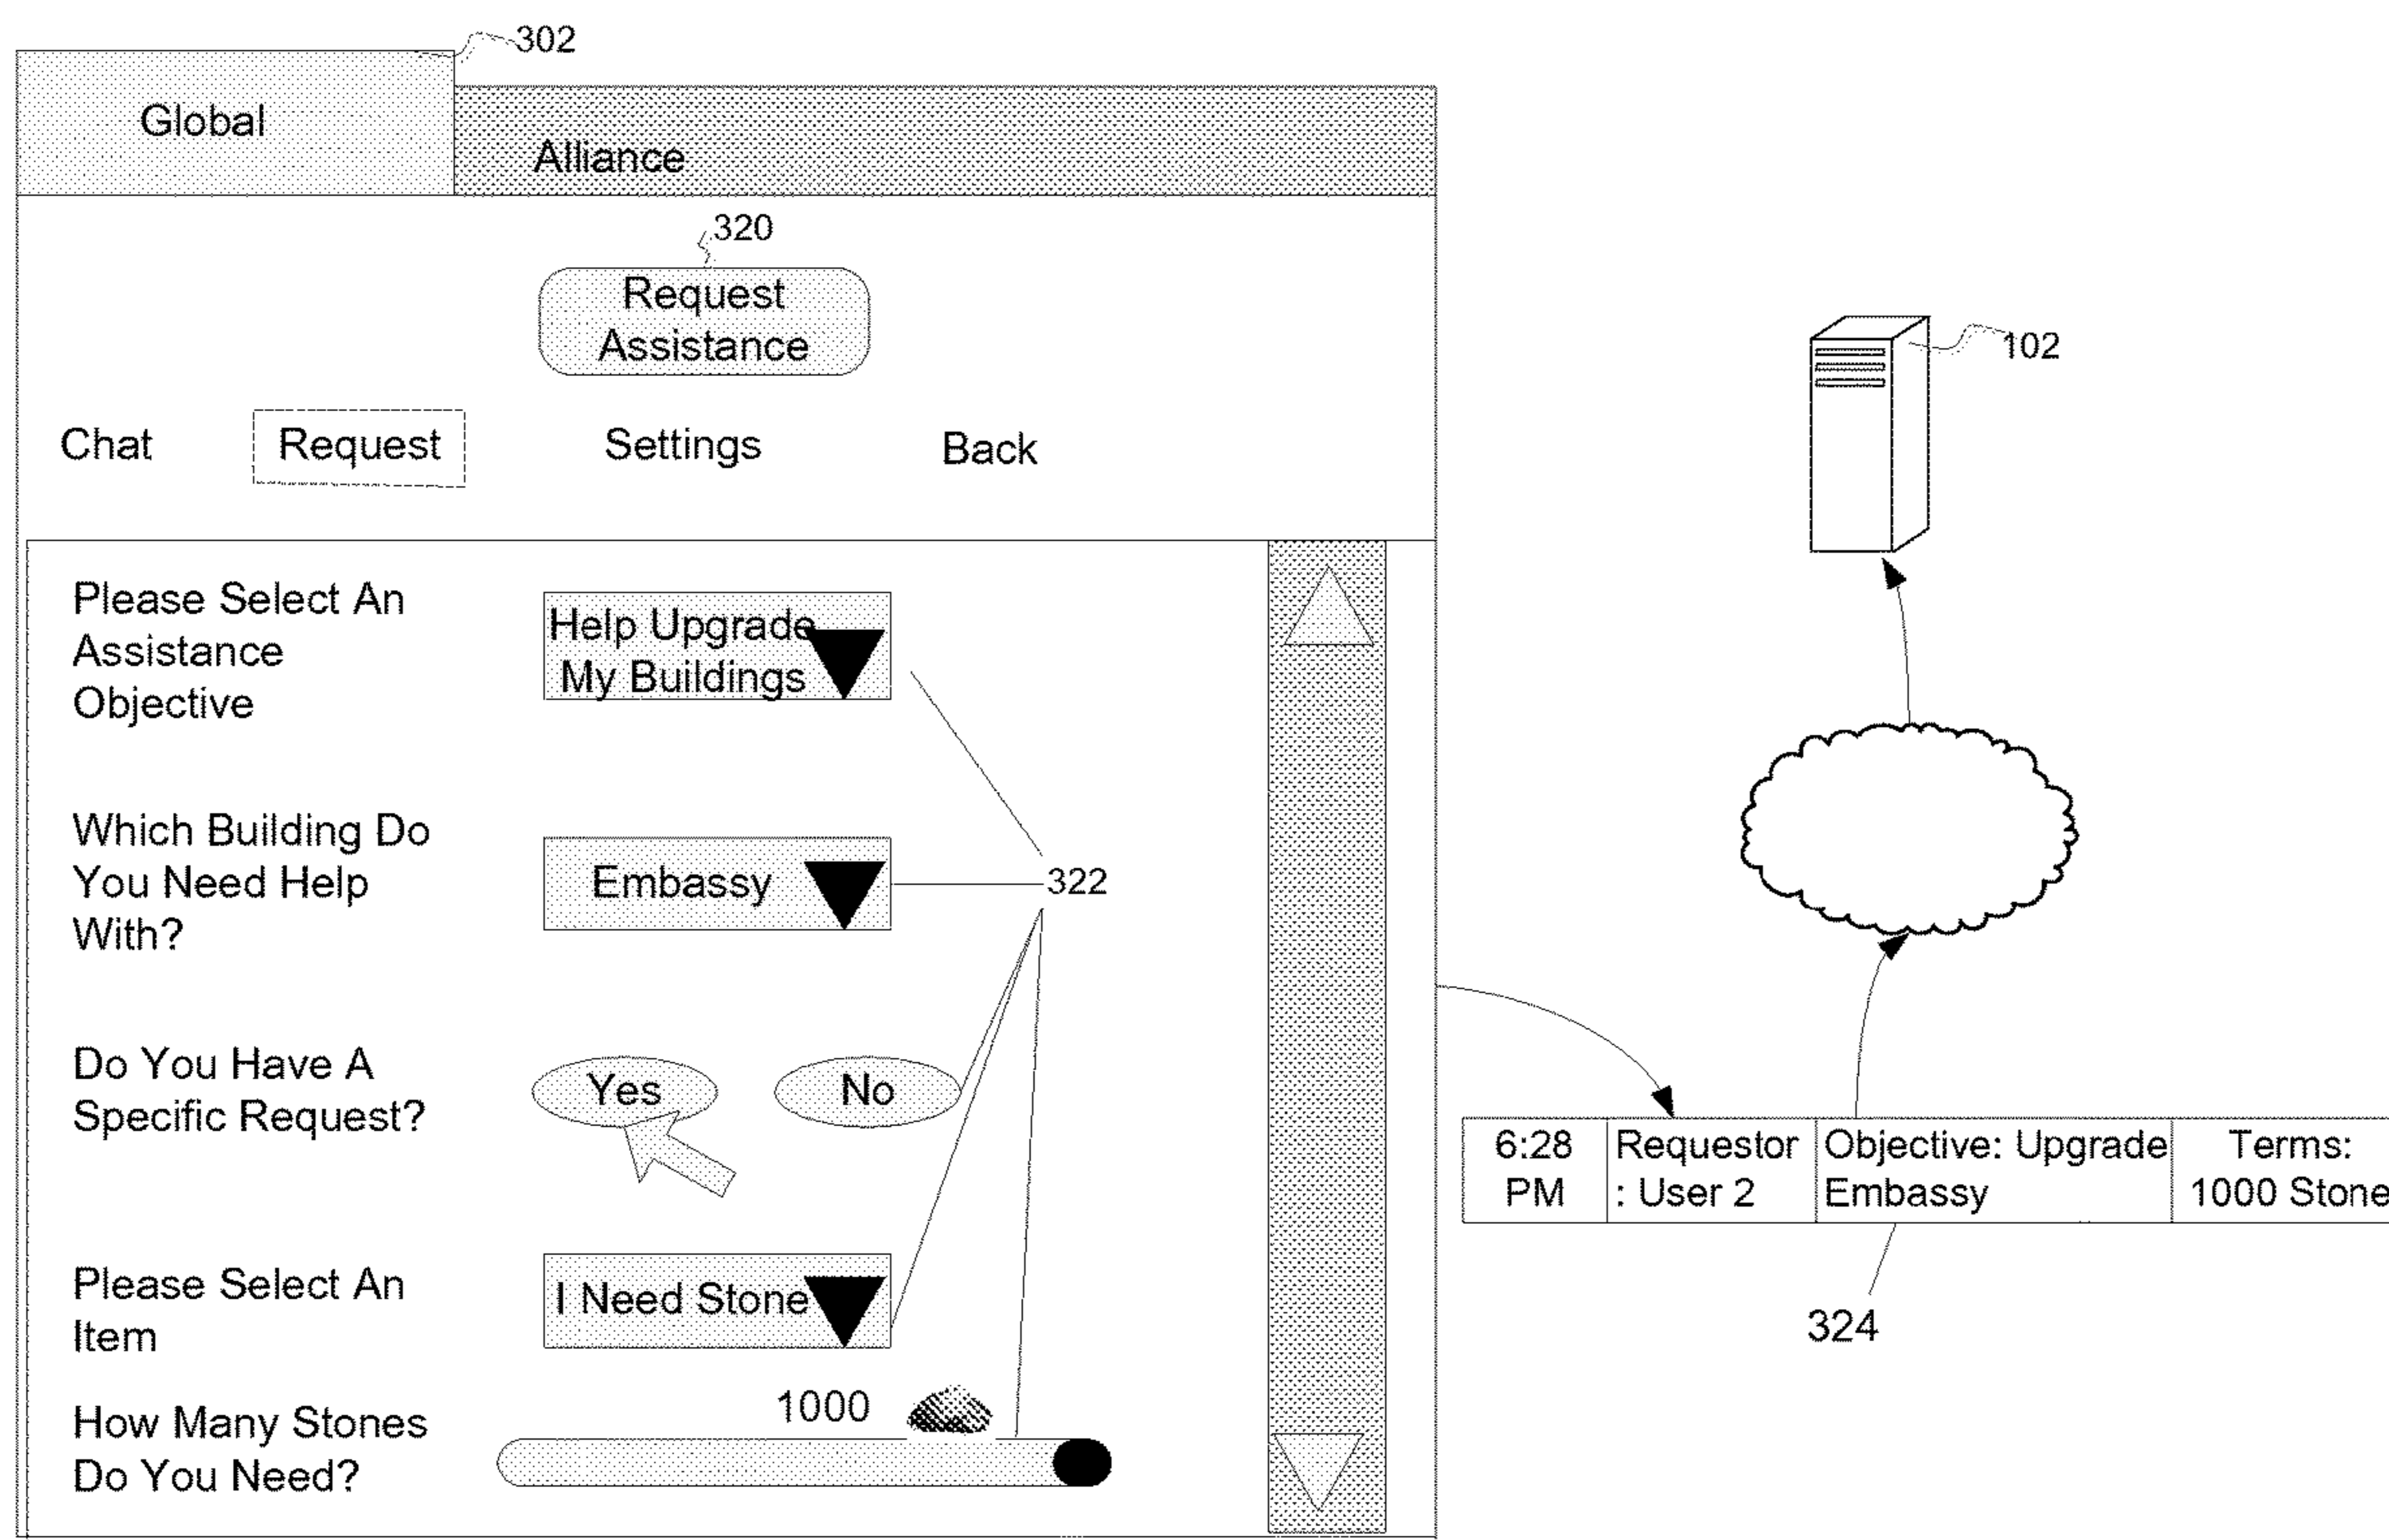 302
Global
Alliance
320
Request
Assistance
102
Chat
Request
Settings
Back
Please Select An
Assistance
Objective
Help Upgrade
My Buildings
Which Building Do
You Need Help
With?
Embassy
322
Do You Have A
Specific Request?
Yes
No
6:28
PM
Requestor
: User 2
Objective: Upgrade
Embassy
Terms:
1000 Stone
324
Please Select An
Item
I Need Stone
1000
How Many Stones
Do You Need?